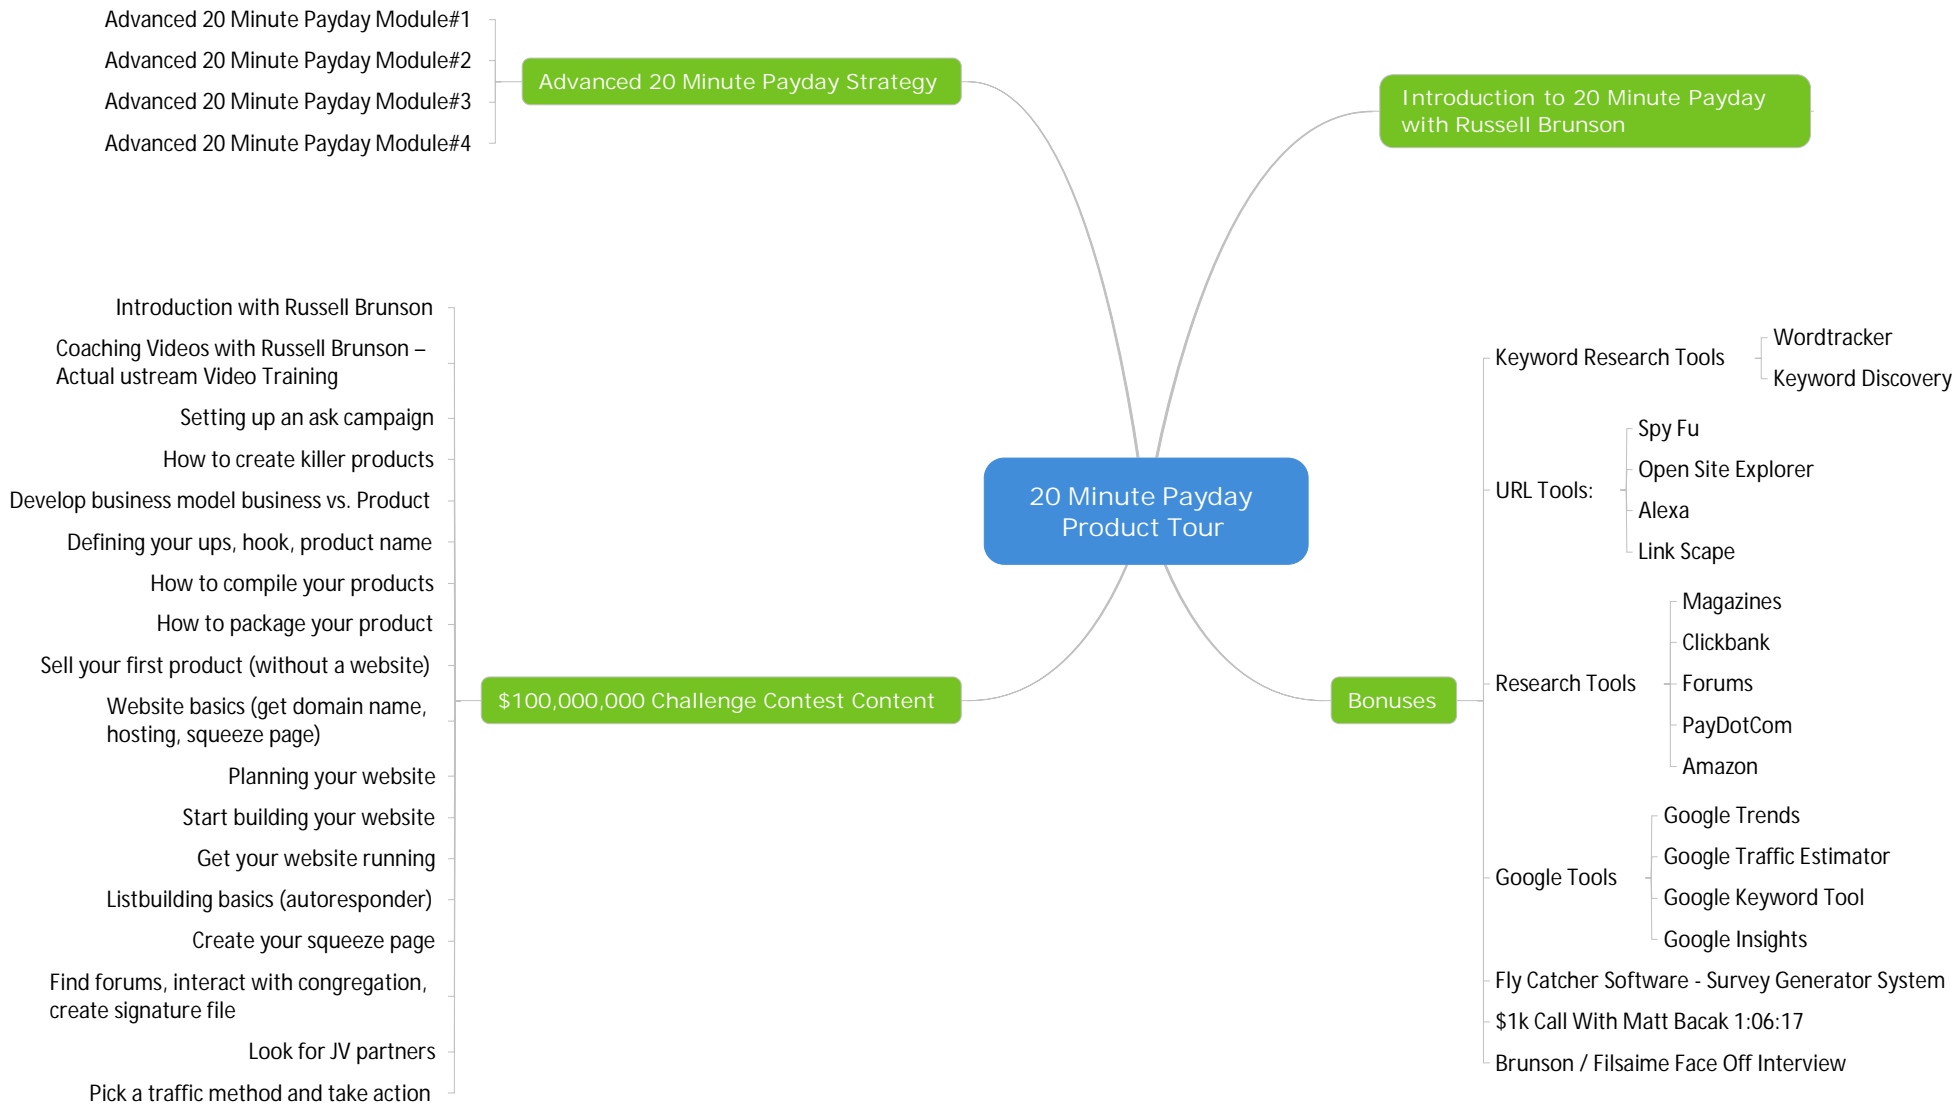 20 Minute Payday
Product Tour
Introduction to 20 Minute Payday
with Russell Brunson
Bonuses
Keyword Research Tools
Wordtracker
Keyword Discovery
URL Tools:
Spy Fu
Open Site Explorer
Alexa
Link Scape
Research Tools
Magazines
Clickbank
Forums
PayDotCom
Amazon
Google Tools
Google Trends
Google Traffic Estimator
Google Keyword Tool
Google Insights
Fly Catcher Software - Survey Generator System
$1k Call With Matt Bacak 1:06:17
Brunson / Filsaime Face Off Interview
Advanced 20 Minute Payday Strategy
Advanced 20 Minute Payday Module#1
Advanced 20 Minute Payday Module#2
Advanced 20 Minute Payday Module#3
Advanced 20 Minute Payday Module#4
$100,000,000 Challenge Contest Content
Introduction with Russell Brunson
Coaching Videos with Russell Brunson –
Actual ustream Video Training
Setting up an ask campaign
How to create killer products
Develop business model business vs. Product
Defining your ups, hook, product name
How to compile your products
How to package your product
Sell your first product (without a website)
Website basics (get domain name,
hosting, squeeze page)
Planning your website
Start building your website
Get your website running
Listbuilding basics (autoresponder)
Create your squeeze page
Find forums, interact with congregation,
create signature file
Look for JV partners
Pick a traffic method and take action